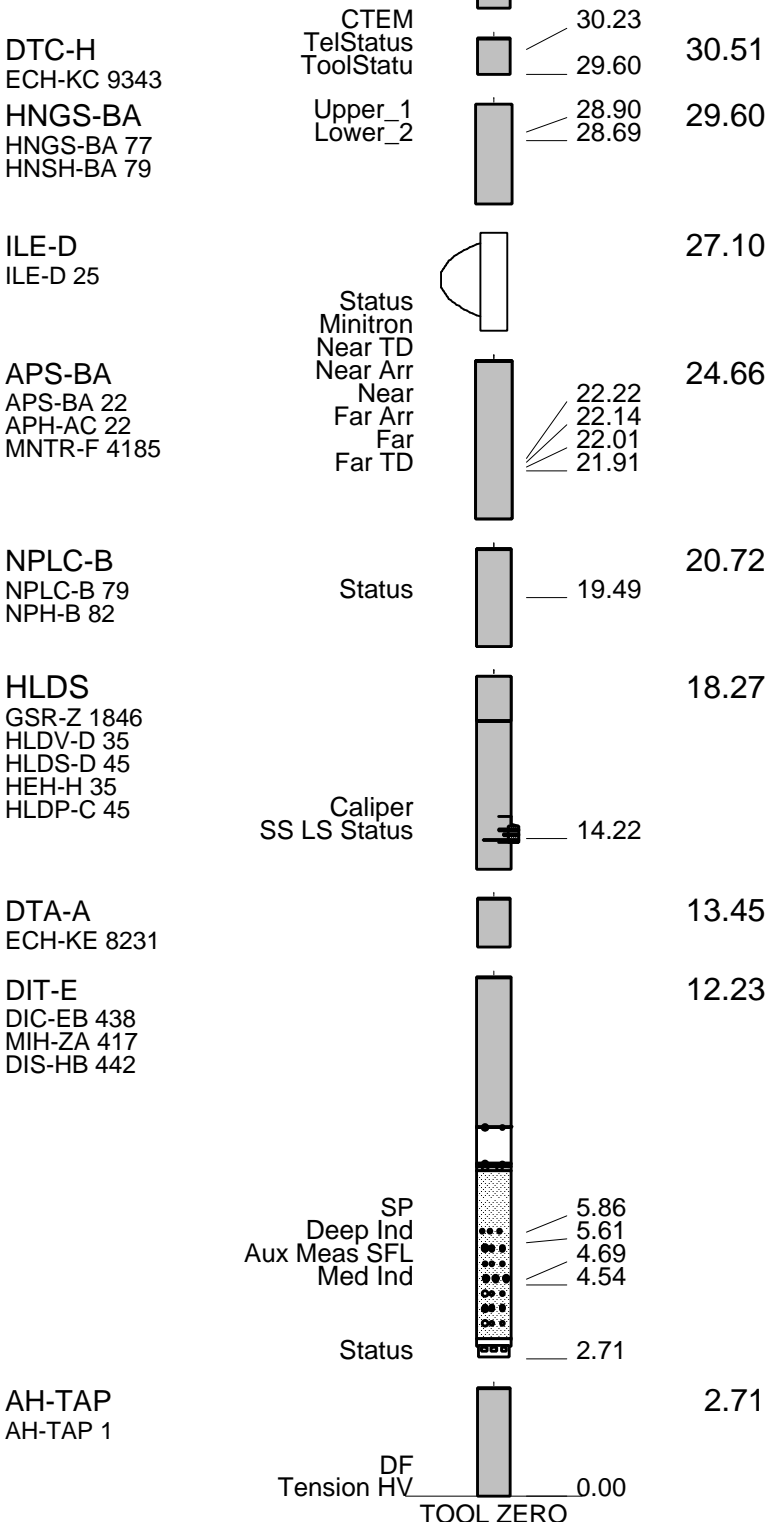 CTEM 30.23
DTC-H TelStatus 30.51
ECH-KC 9343 ToolStatu 29.60
HNGS-BA Upper_1 28.90 29.60
HNGS-BA 77 Lower_2 28.69
HNSH-BA 79
ILE-D 27.10
ILE-D 25
Status
Minitron
Near TD
APS-BA Near Arr 24.66
APS-BA 22 Near 22.22
APH-AC 22 Far Arr 22.14
MNTR-F 4185 Far 22.01
Far TD 21.91
NPLC-B 20.72
NPLC-B 79 Status 19.49
NPH-B 82
HLDS 18.27
GSR-Z 1846
HLDV-D 35
HLDS-D 45
HEH-H 35
HLDP-C 45 Caliper
SS LS Status 14.22
DTA-A 13.45
ECH-KE 8231
DIT-E 12.23
DIC-EB 438
MIH-ZA 417
DIS-HB 442
SP 5.86
Deep Ind 5.61
Aux Meas SFL 4.69
Med Ind 4.54
Status 2.71
AH-TAP 2.71
AH-TAP 1
DF
Tension HV 0.00
TOOL ZERO